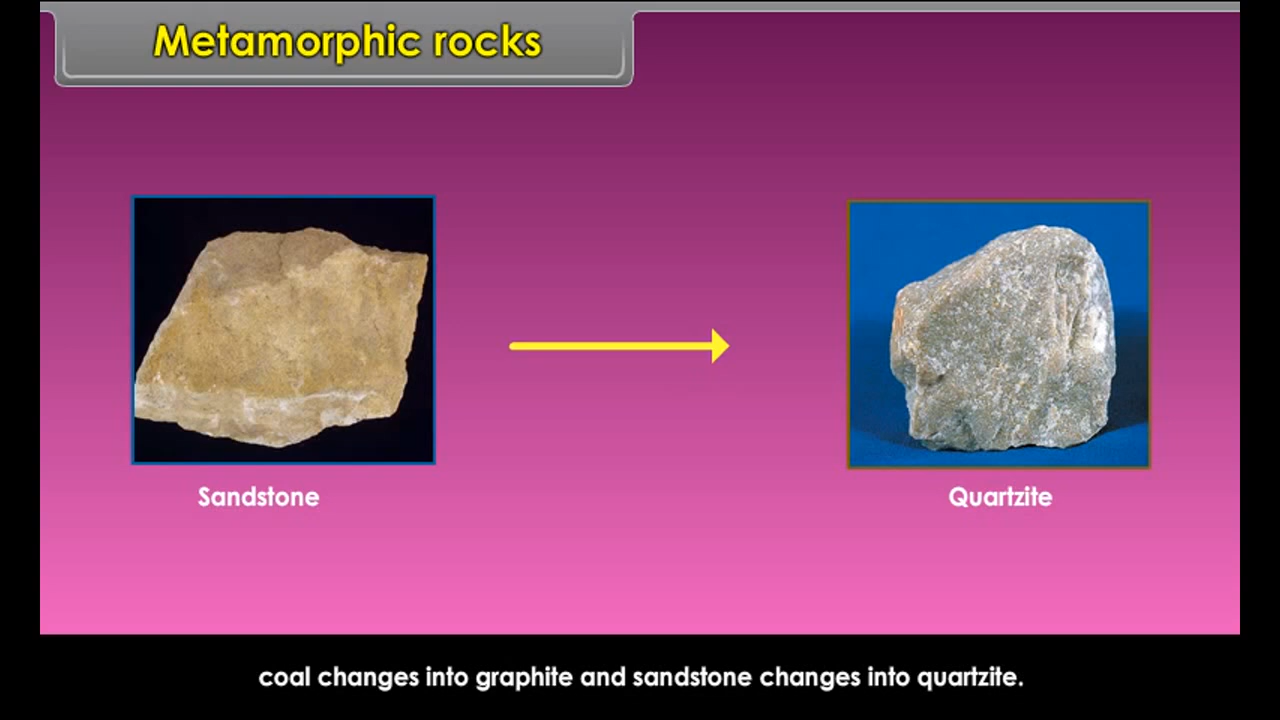 Metamorphic rocks
Sandstone
Quartzite
coal changes into graphite and sandstone changes into quartzite.